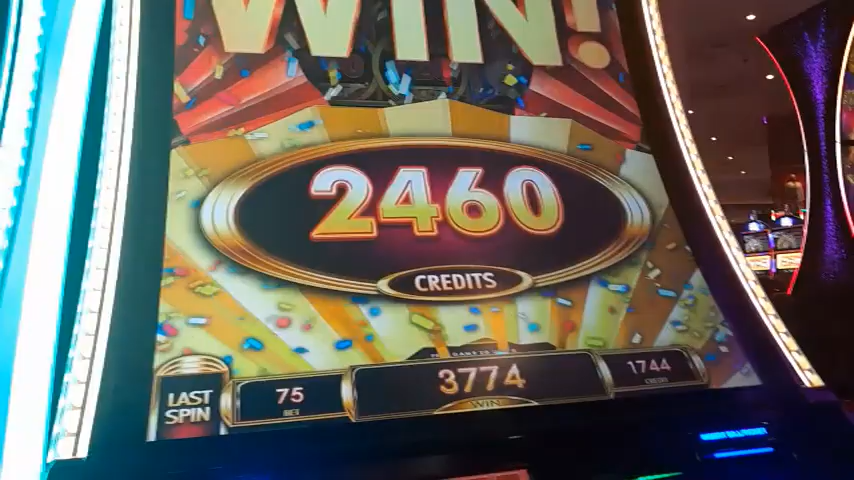 WIN!
2460
CREDITS
LAST
SPIN
75
BET
3774
WIN
1744
CREDIT